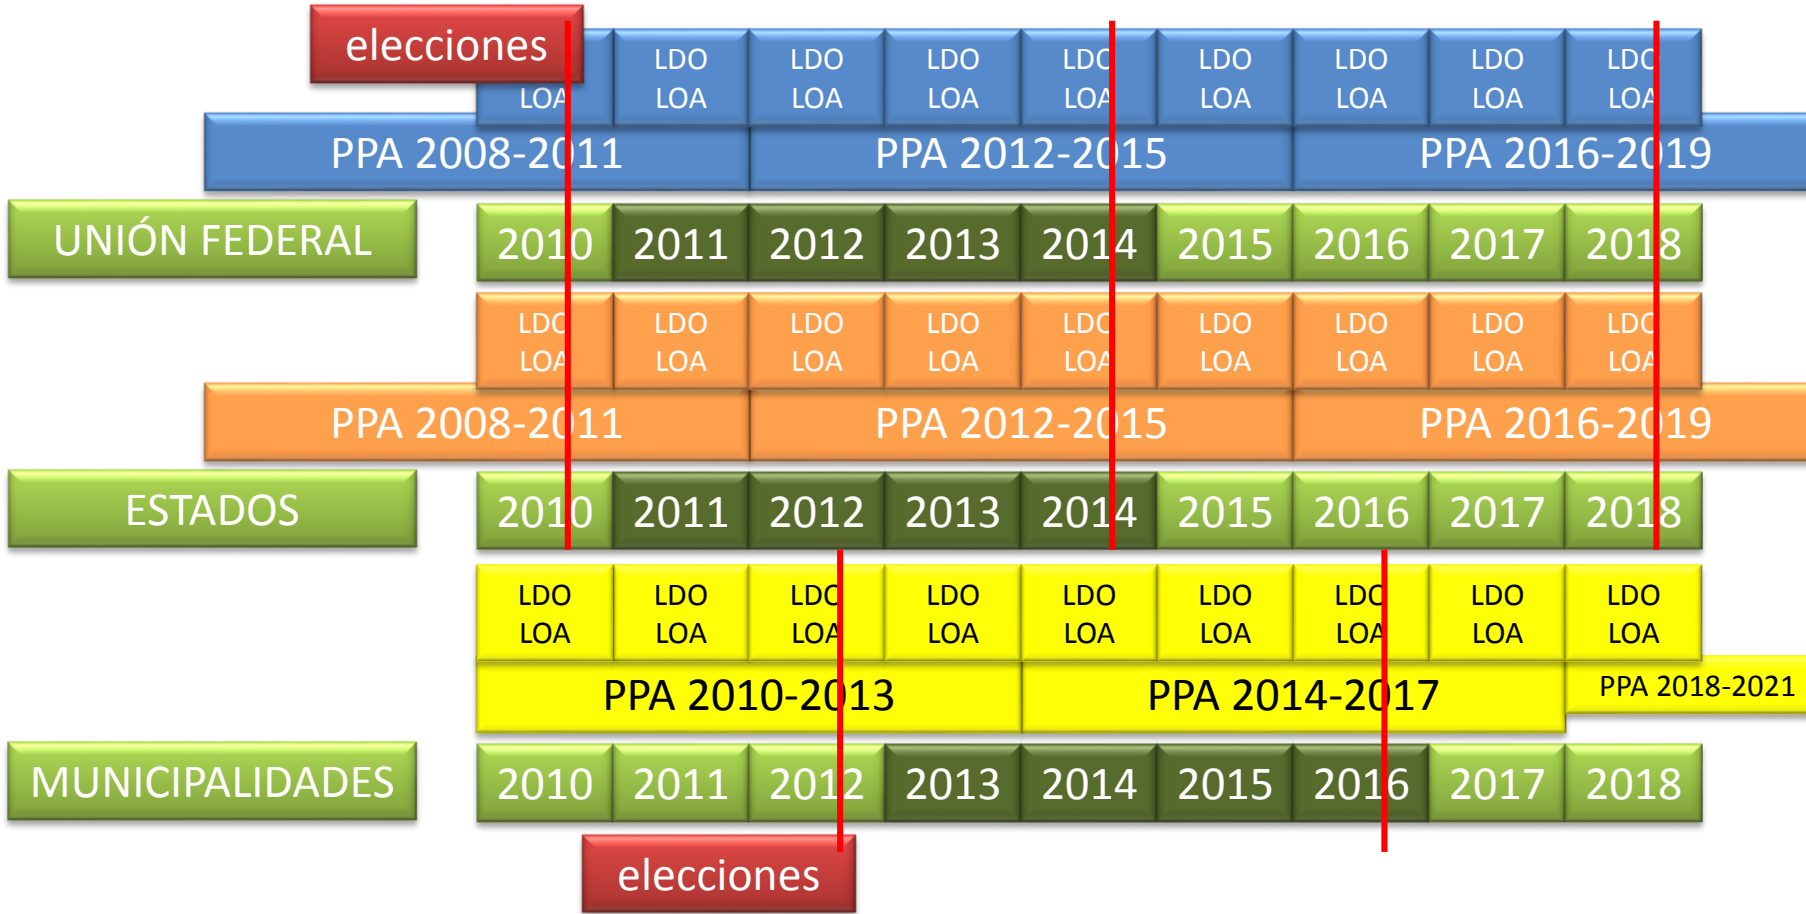 elecciones
LDO LDO LDO LDO LDO LDO LDO LDO
LOA LOA LOA LOA LOA LOA LOA LOA LOA
PPA 2008-2011 PPA 2012-2015 PPA 2016-2019
UNIÓN FEDERAL 2010 2011 2012 2013 2014 2015 2016 2017 2018
LDO LDO LDO LDO LDO LDO LDO LDO LDO
LOA LOA LOA LOA LOA LOA LOA LOA LOA
PPA 2008-2011 PPA 2012-2015 PPA 2016-2019
ESTADOS 2010 2011 2012 2013 2014 2015 2016 2017 2018
LDO LDO LDO LDO LDO LDO LDO LDO LDO
LOA LOA LOA LOA LOA LOA LOA LOA LOA
PPA 2010-2013 PPA 2014-2017 PPA 2018-2021
MUNICIPALIDADES 2010 2011 2012 2013 2014 2015 2016 2017 2018
elecciones